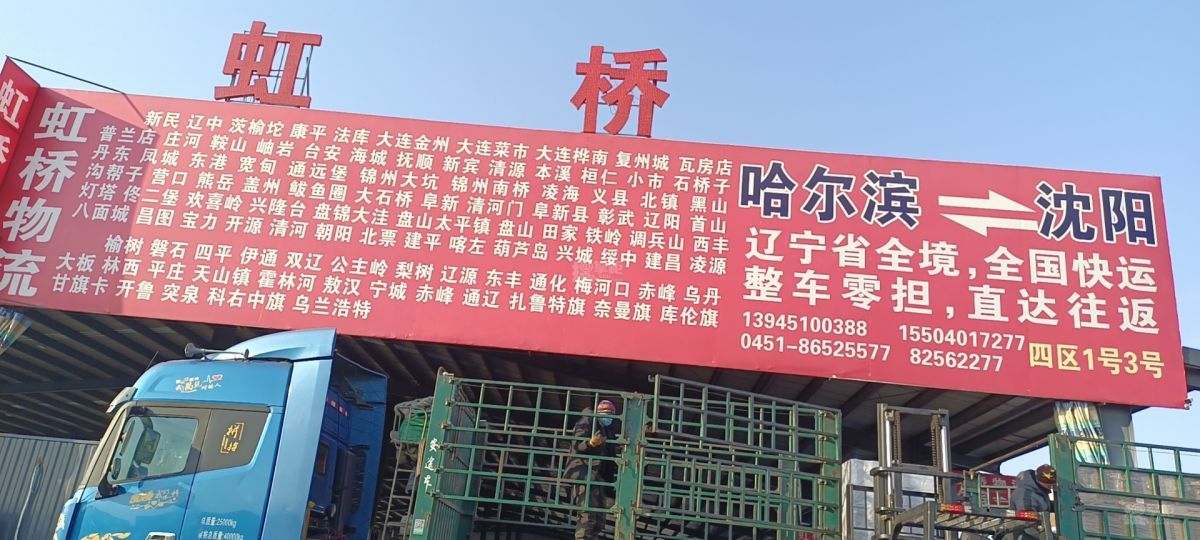 虹桥
虹桥
虹桥物流
新民 辽中 茨榆坨 康平 法库 大连金州 大连菜市 大连桦南 复州城 瓦房店
普兰店 庄河 鞍山 岫岩 台安 海城 抚顺 新宾 清源 本溪 桓仁 小市 石桥子
丹东 凤城 东港 宽甸 通远堡 锦州大坑 锦州南桥 凌海 义县 北镇 黑山
沟帮子 营口 熊岳 盖州 鲅鱼圈 大石桥 阜新 清河门 阜新县 彰武 辽阳 首山
灯塔 佟二堡 欢喜岭 兴隆台 盘锦大洼 盘山太平镇 盘山 田家 铁岭 调兵山 西丰
八面城 昌图 宝力 开源 清河 朝阳 北票 建平 喀左 葫芦岛 兴城 绥中 建昌 凌源
榆树 磐石 四平 伊通 双辽 公主岭 梨树 辽源 东丰 通化 梅河口 赤峰 乌丹
大板 林西 平庄 天山镇 霍林河 敖汉 宁城 赤峰 通辽 扎鲁特旗 奈曼旗 库伦旗
甘旗卡 开鲁 突泉 科右中旗 乌兰浩特
哈尔滨 沈阳
辽宁省全境,全国快运
整车零担,直达往返
13945100388 15504017277
0451-86525577 82562277
四区1号3号
安达东
总质量:25000kg